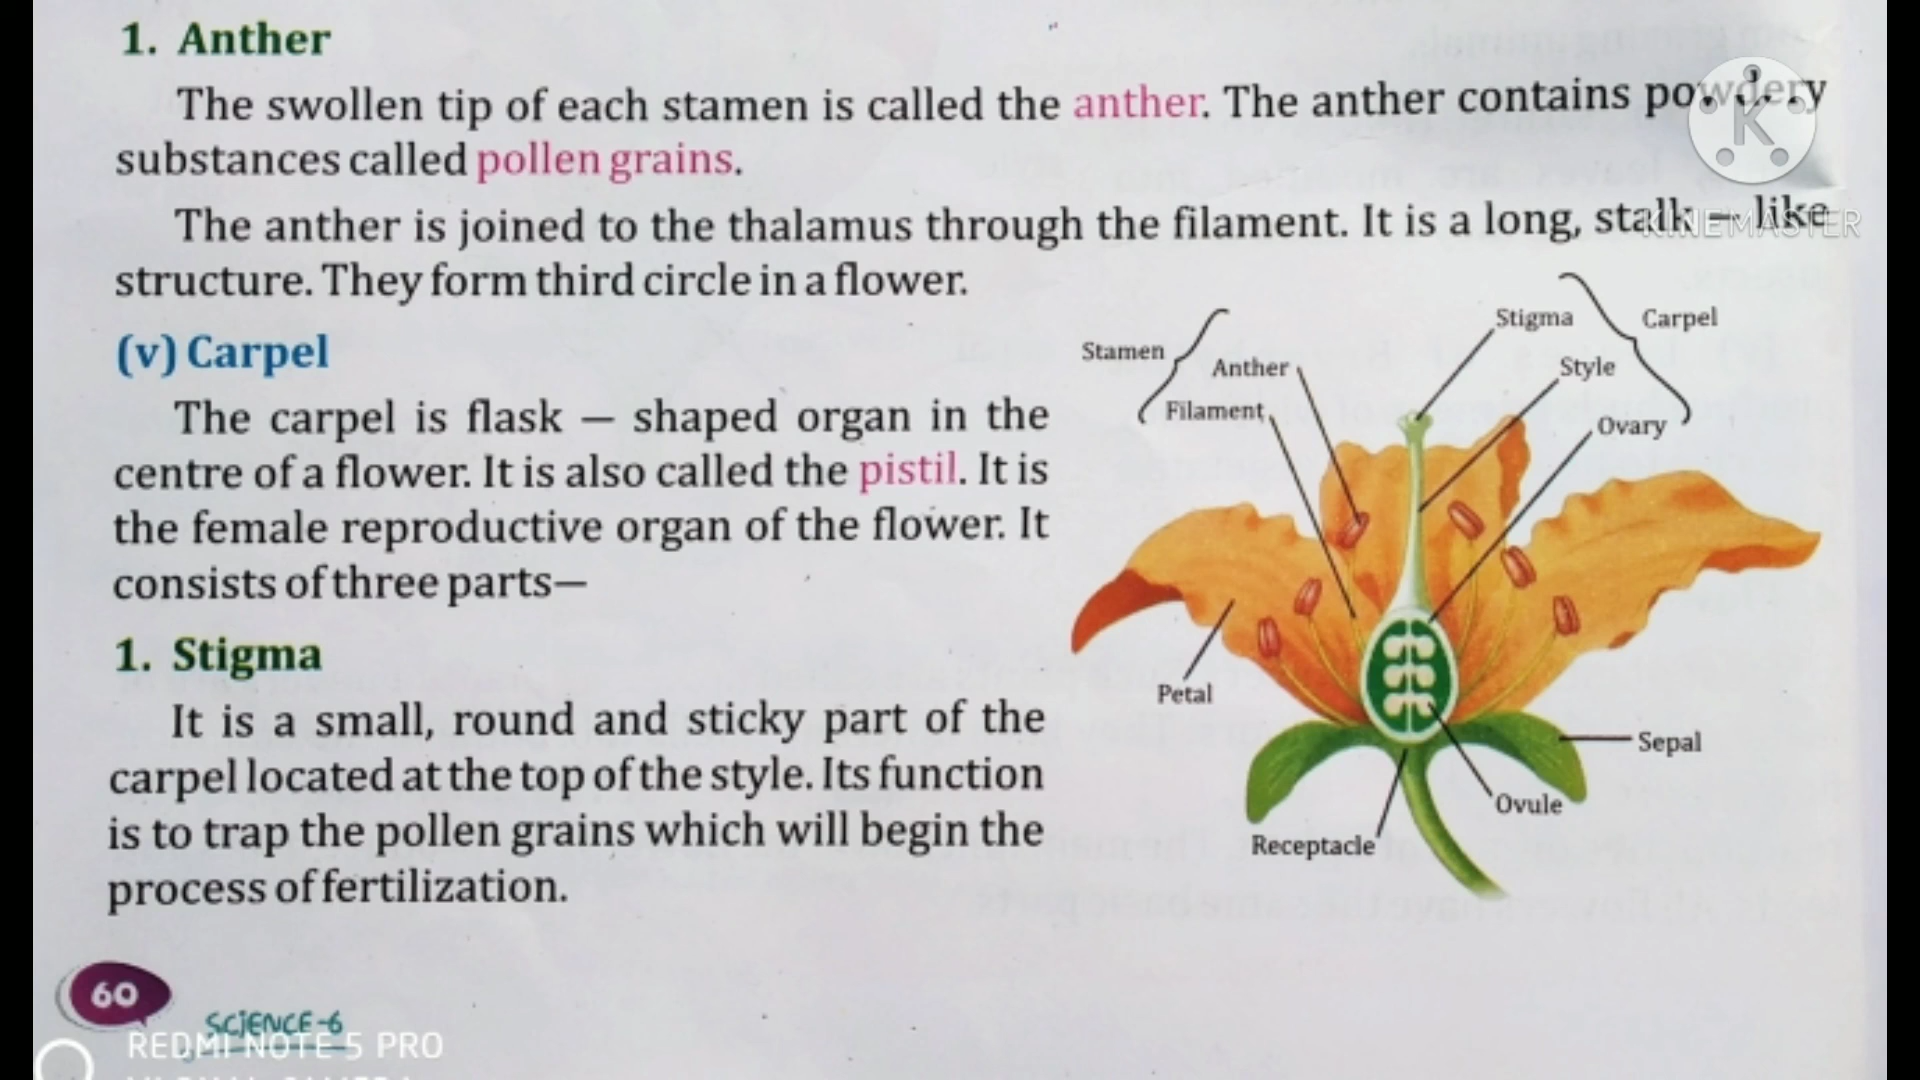 1. Anther
The swollen tip of each stamen is called the anther. The anther contains powdery
substances called pollen grains.
The anther is joined to the thalamus through the filament. It is a long, stalk – like
structure. They form third circle in a flower.
(v) Carpel
The carpel is flask – shaped organ in the
centre of a flower. It is also called the pistil. It is
the female reproductive organ of the flower. It
consists of three parts—
1. Stigma
It is a small, round and sticky part of the
carpel located at the top of the style. Its function
is to trap the pollen grains which will begin the
process of fertilization.
Stamen
Anther
Filament
Stigma
Carpel
Style
Ovary
Petal
Sepal
Ovule
Receptacle
60
SCIENCE-6
K
KINEMASTER
REDMI NOTE 5 PRO